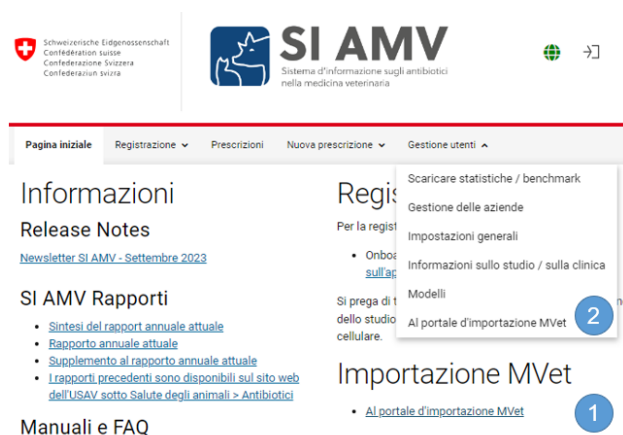 Schweizerische Eidgenossenschaft
Confédération suisse
Confederazione Svizzera
Confederaziun svizra
SI AMV
Sistema d'informazione sugli antibiotici
nella medicina veterinaria
Pagina iniziale Registrazione Prescrizioni Nuova prescrizione Gestione utenti
Informazioni
Release Notes
Newsletter SI AMV - Settembre 2023
SI AMV Rapporti
Sintesi del rapport annuale attuale
Rapporto annuale attuale
Supplemento al rapporto annuale attuale
I rapporti precedenti sono disponibili sul sito web
dell'USAV sotto Salute degli animali > Antibiotici
Manuali e FAQ
Regis
Per la regist
Onboa
sull'ap
Si prega di t
dello studio
cellulare.
Scaricare statistiche / benchmark
Gestione delle aziende
Impostazioni generali
Informazioni sullo studio / sulla clinica
Modelli
Al portale d'importazione MVet
2
Importazione MVet
Al portale d'importazione MVet
1